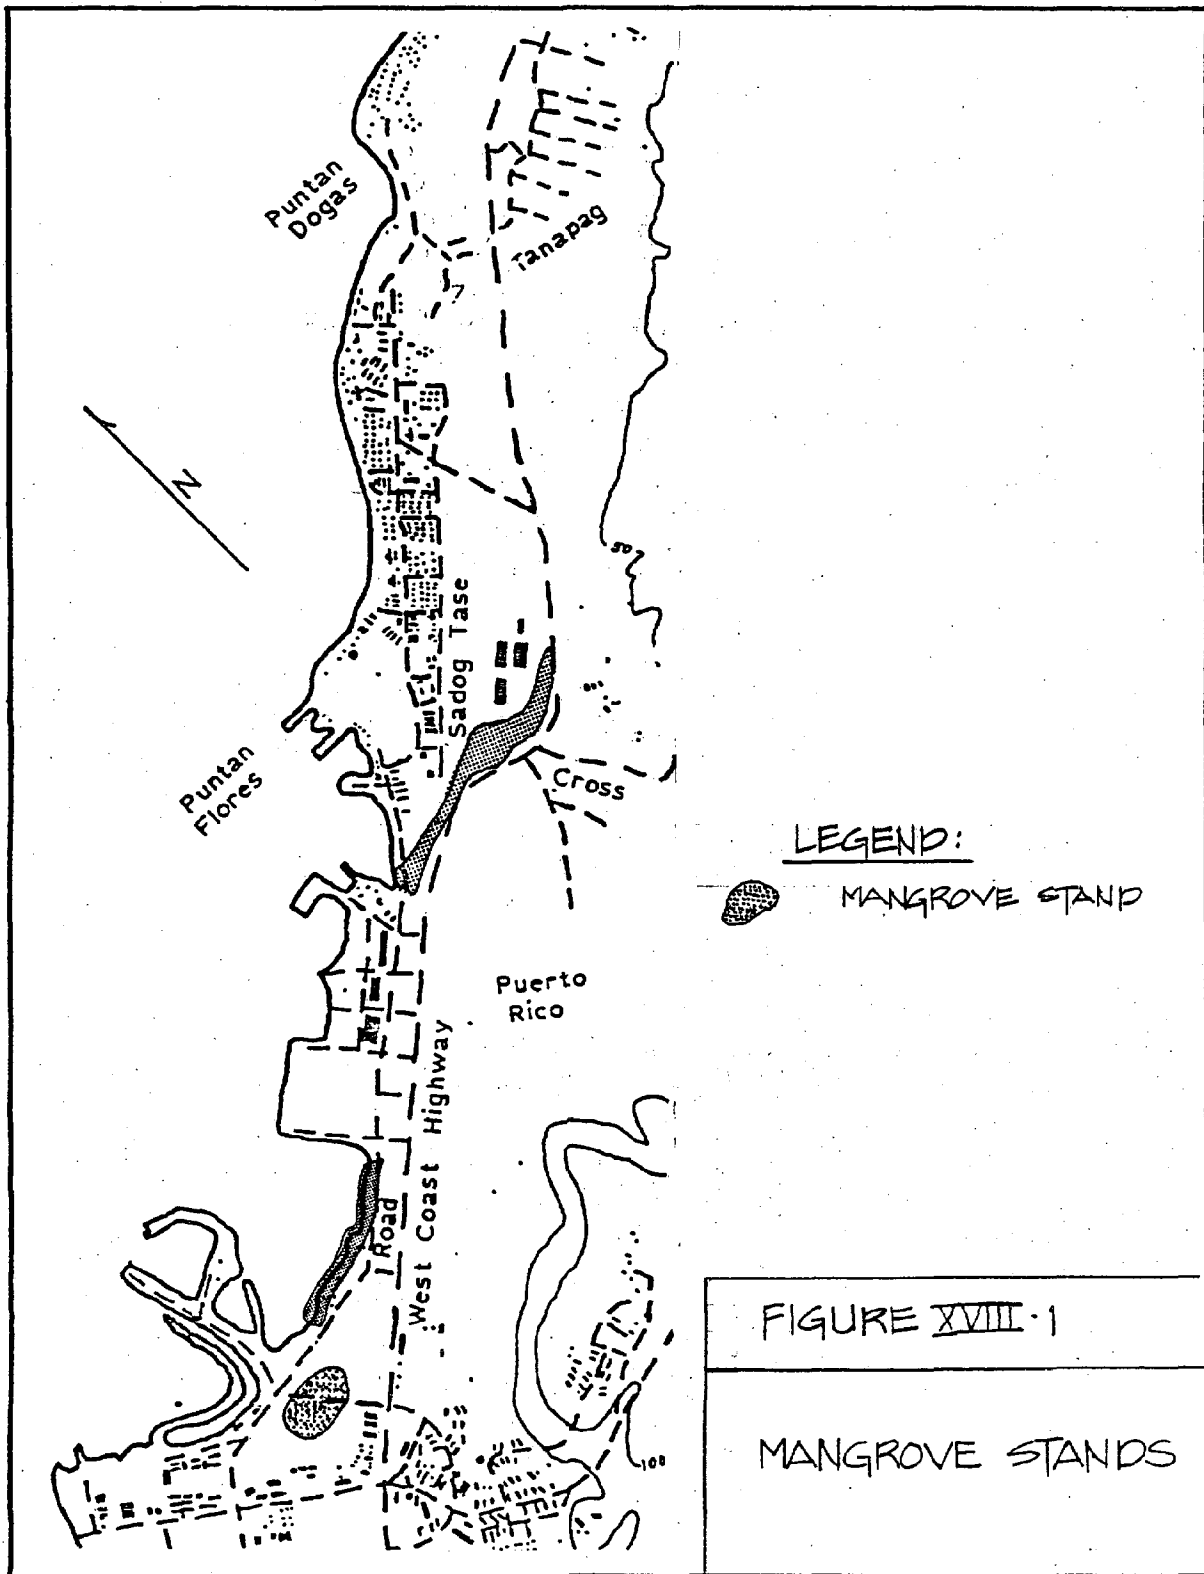 Puntan
Dogas
Tanapag
N
50
Sadog Tase
Puntan
Flores
Cross
LEGEND:
MANGROVE STAND
Puerto
Rico
West Coast Highway
Road
100
FIGURE XVIII-1
MANGROVE STANDS